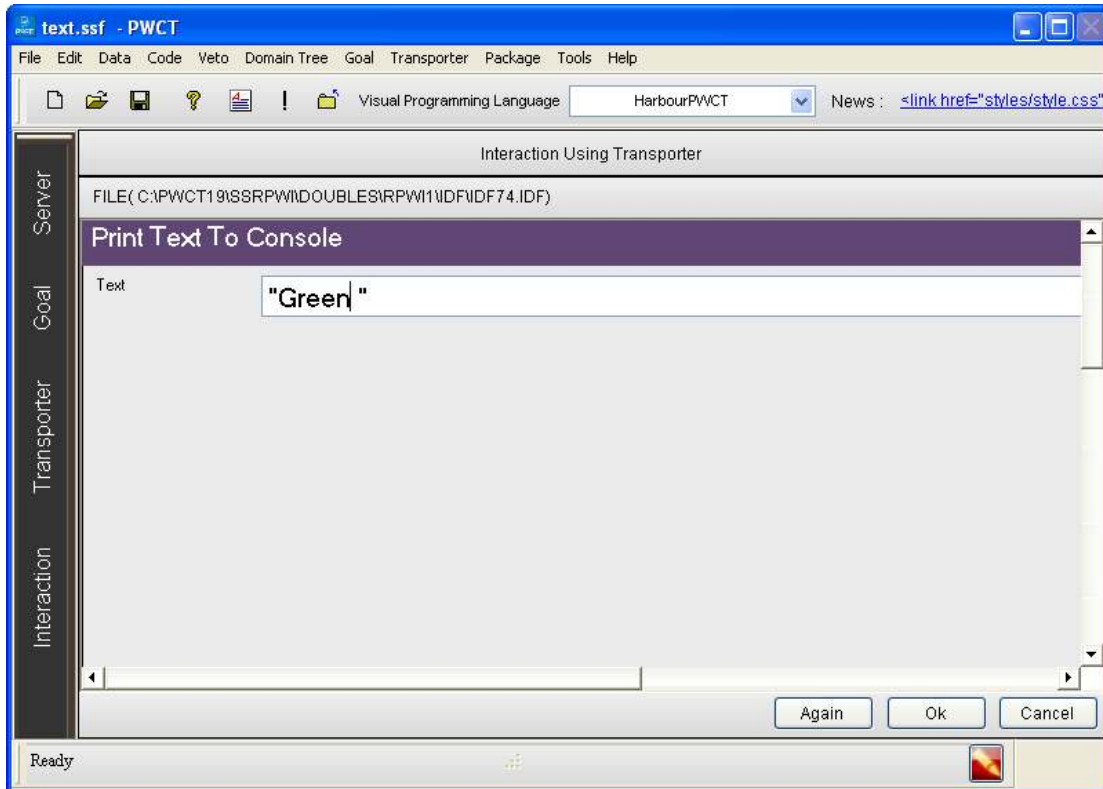 text.ssf - PWCT
File Edit Data Code Veto Domain Tree Goal Transporter Package Tools Help
Visual Programming Language HarbourPWCT News : <link href="styles/style.css"
Interaction Using Transporter
FILE( C:\PWCT19\SSRPWI\DOUBLES\RPWI1\IDF\IDF74.IDF)
Print Text To Console
Text "Green "
Server
Goal
Transporter
Interaction
Again Ok Cancel
Ready